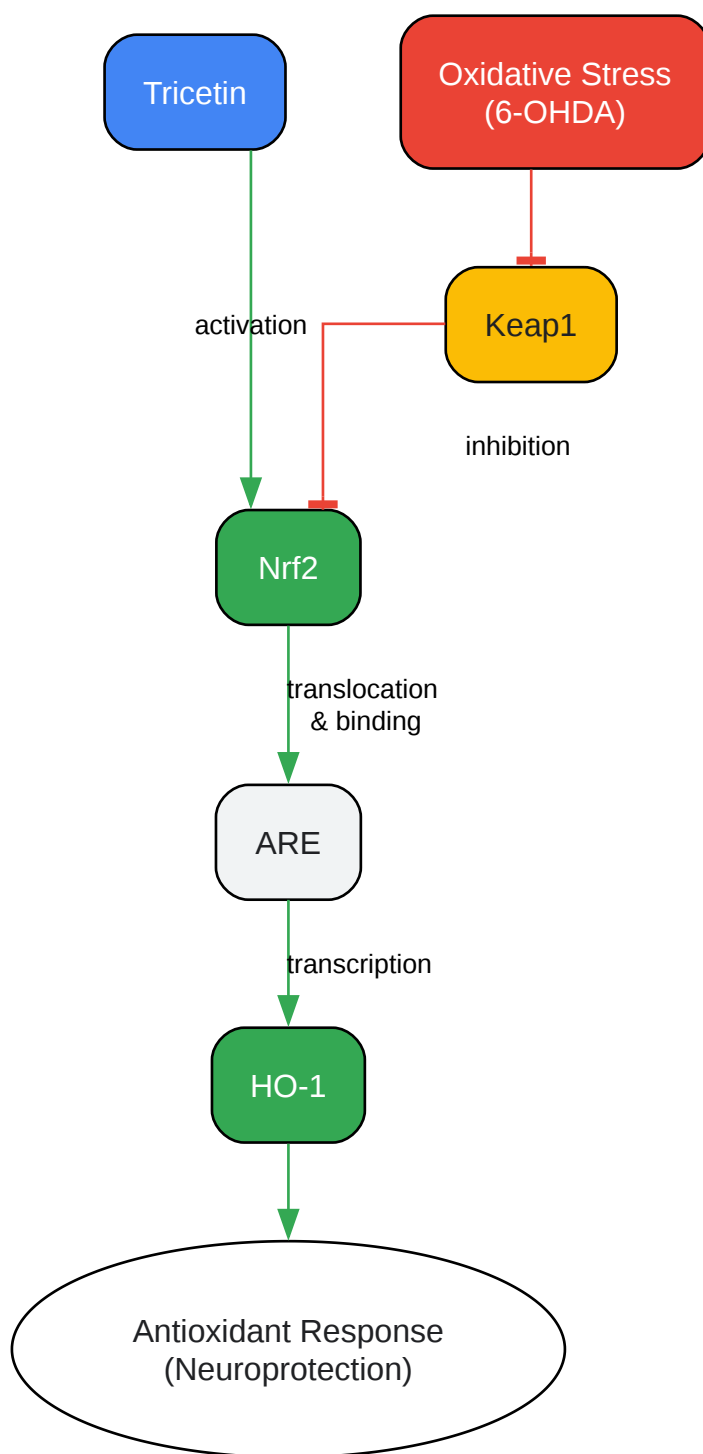 Tricetin
Oxidative Stress
(6-OHDA)
Keap1
activation
inhibition
Nrf2
translocation
& binding
ARE
transcription
HO-1
Antioxidant Response
(Neuroprotection)